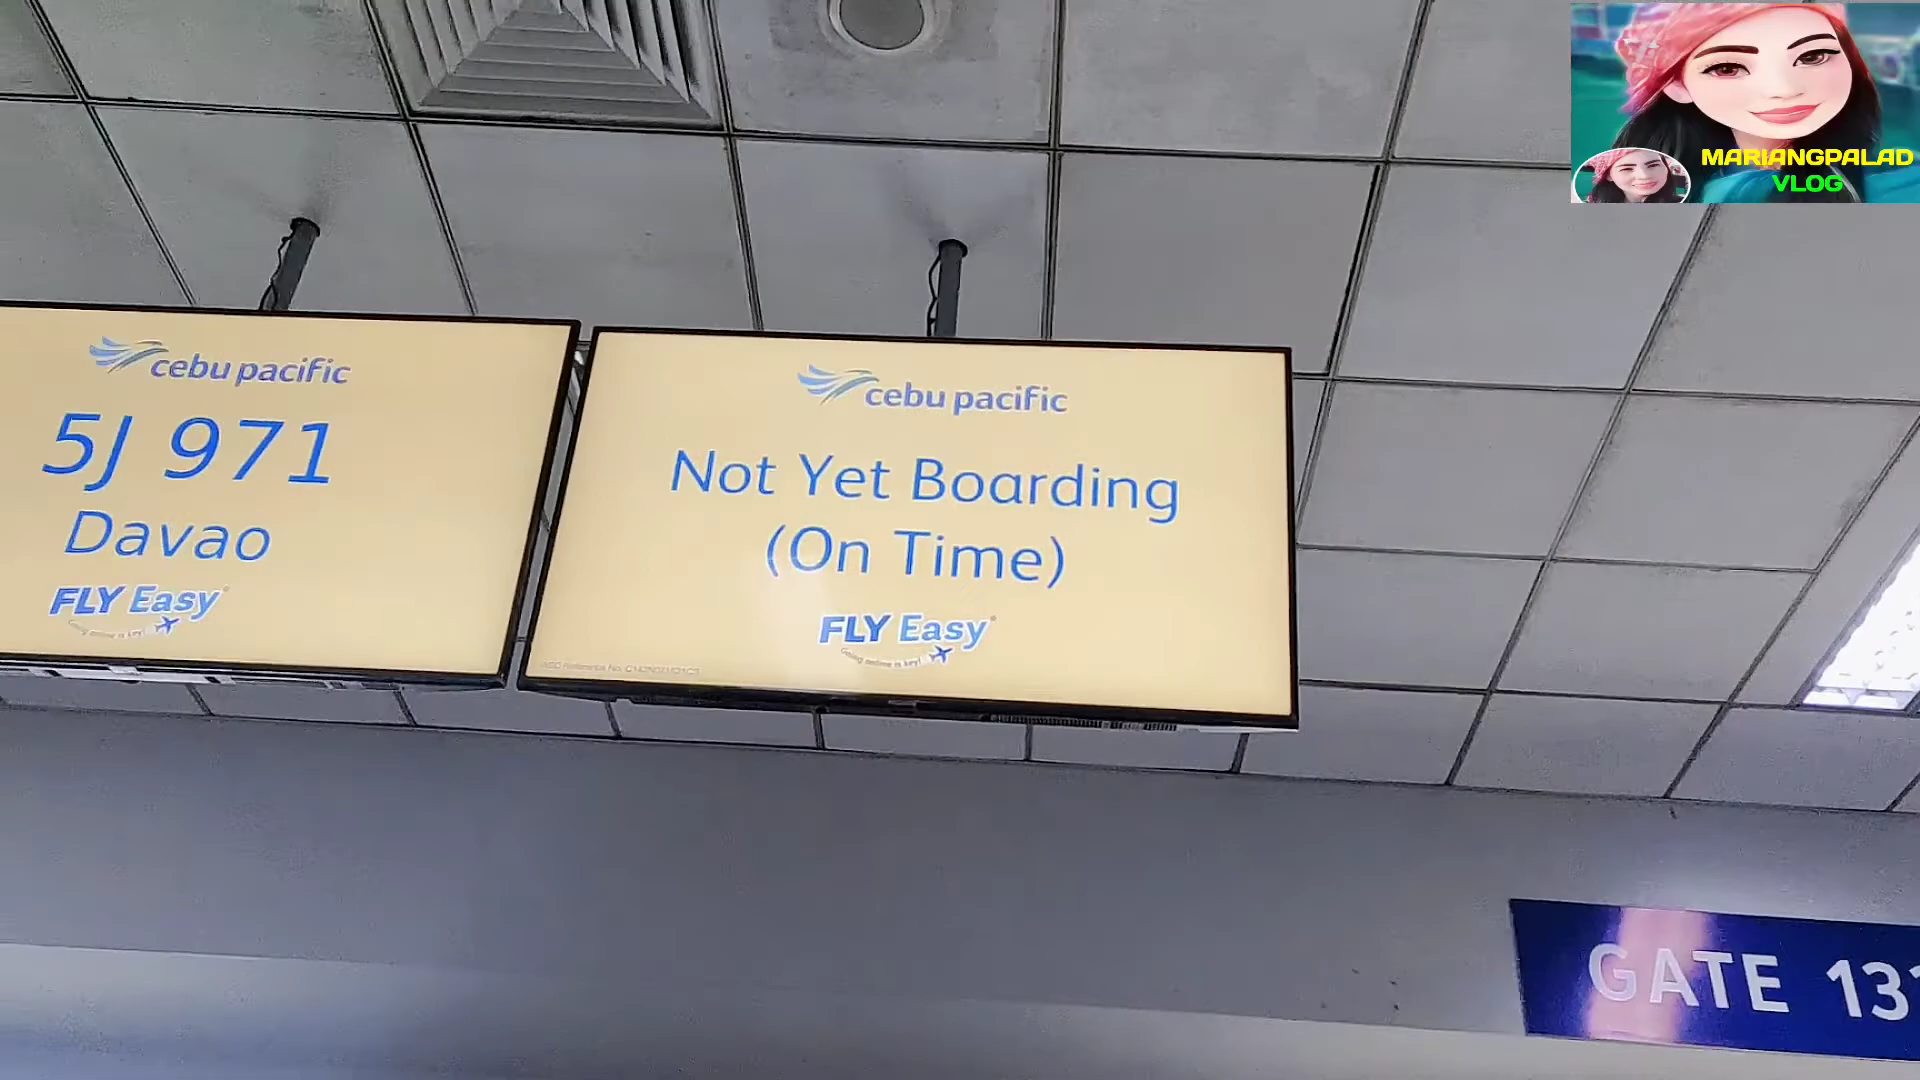 MARIANGPALAD
VLOG
cebu pacific
5J 971
Davao
FLY Easy
cebu pacific
Not Yet Boarding
(On Time)
FLY Easy
GATE 13